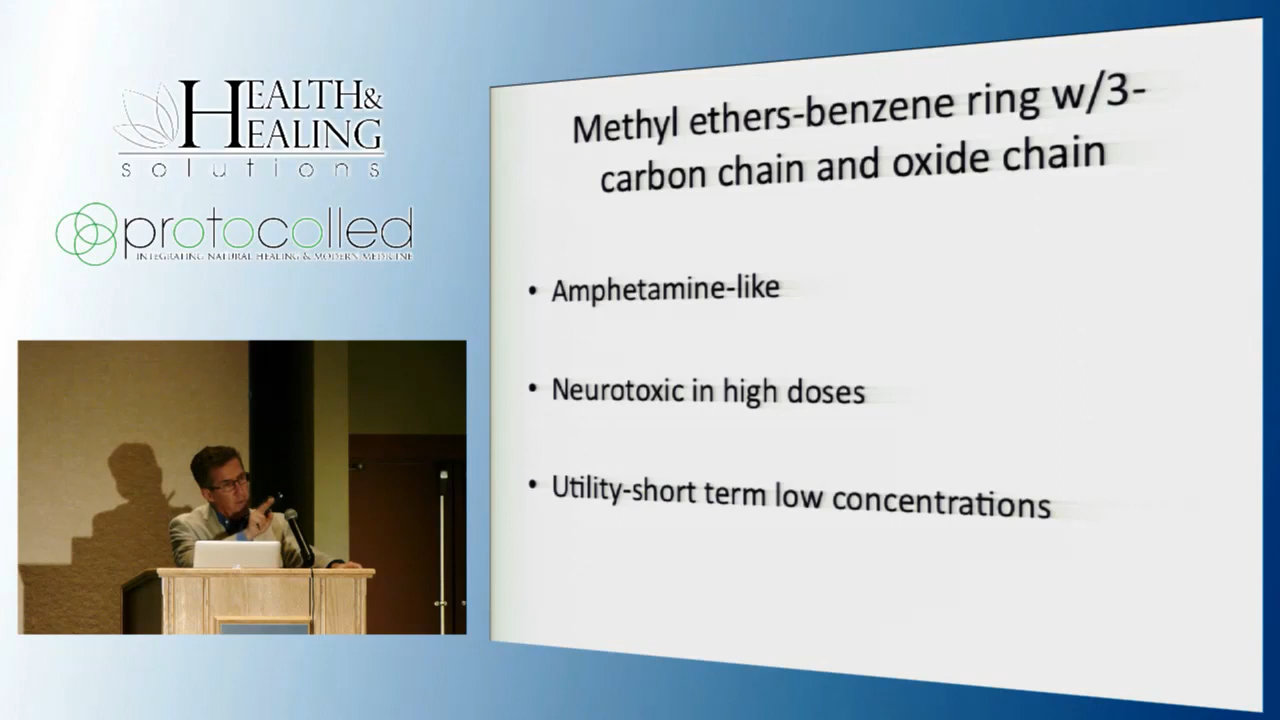 HEALTH&
HEALING
solutions
protocolled
INTEGRATING NATURAL HEALING & MODERN MEDICINE
Methyl ethers-benzene ring w/3-
carbon chain and oxide chain
• Amphetamine-like
• Neurotoxic in high doses
• Utility-short term low concentrations